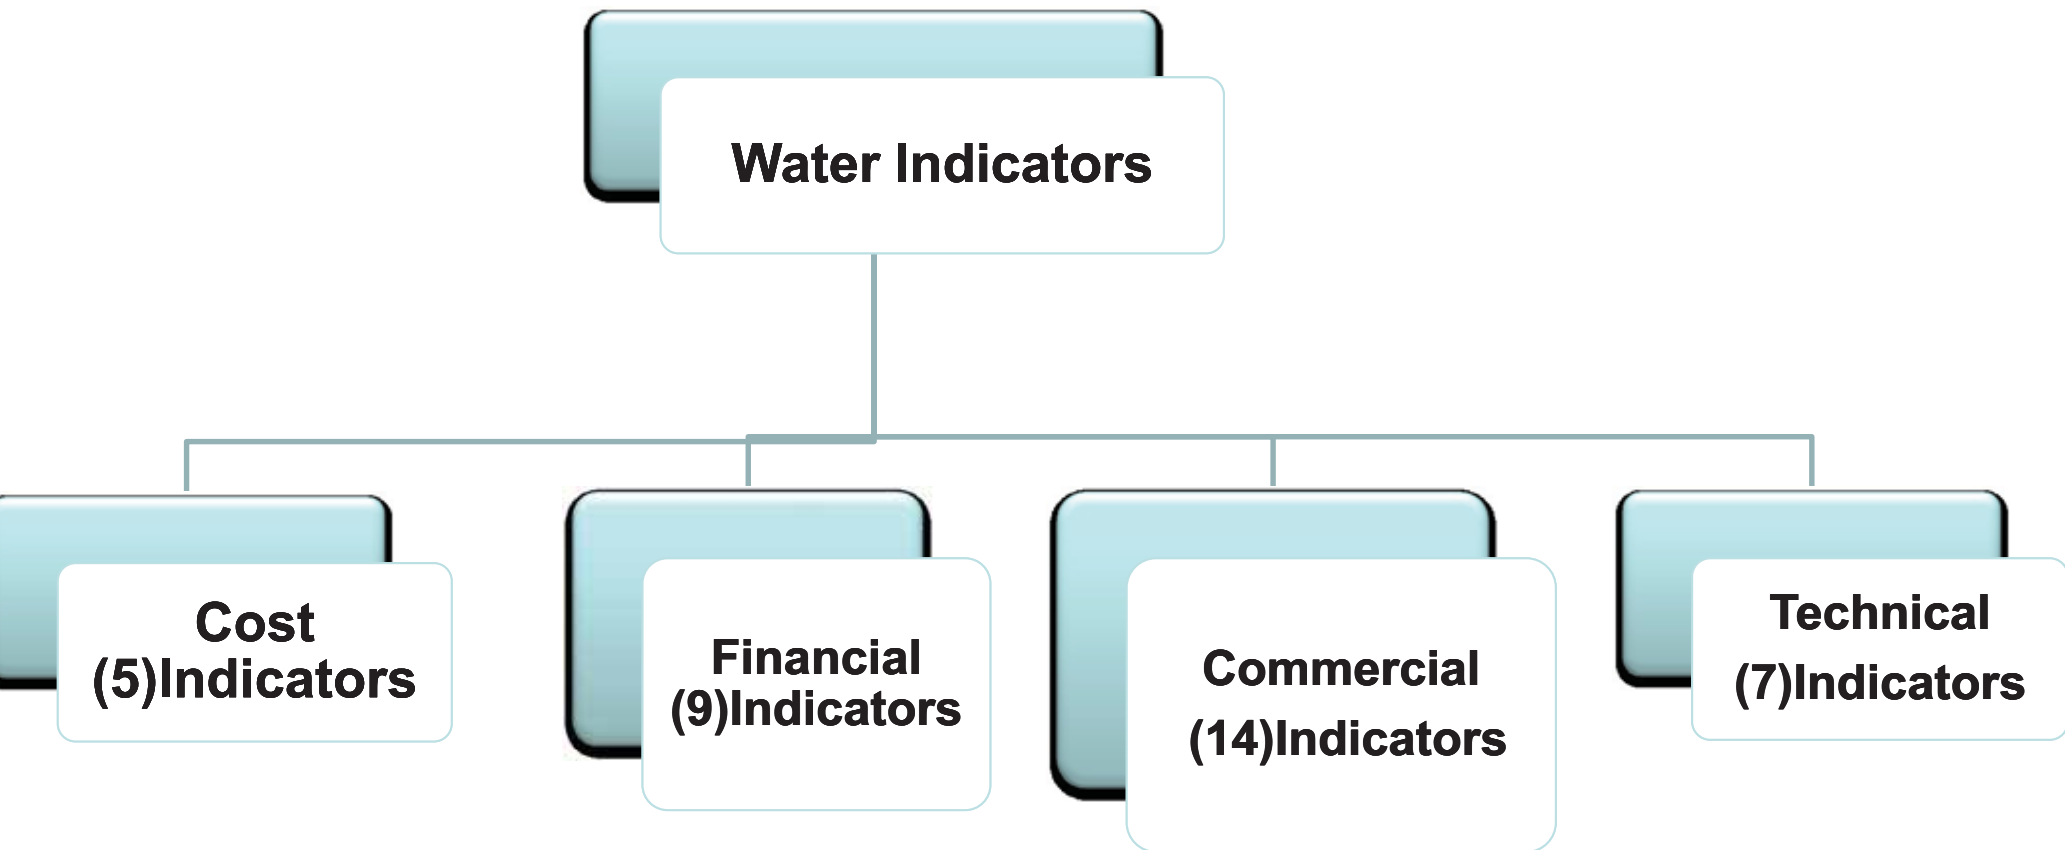 Water Indicators
Cost
(5)Indicators
Financial
(9)Indicators
Commercial
(14)Indicators
Technical
(7)Indicators